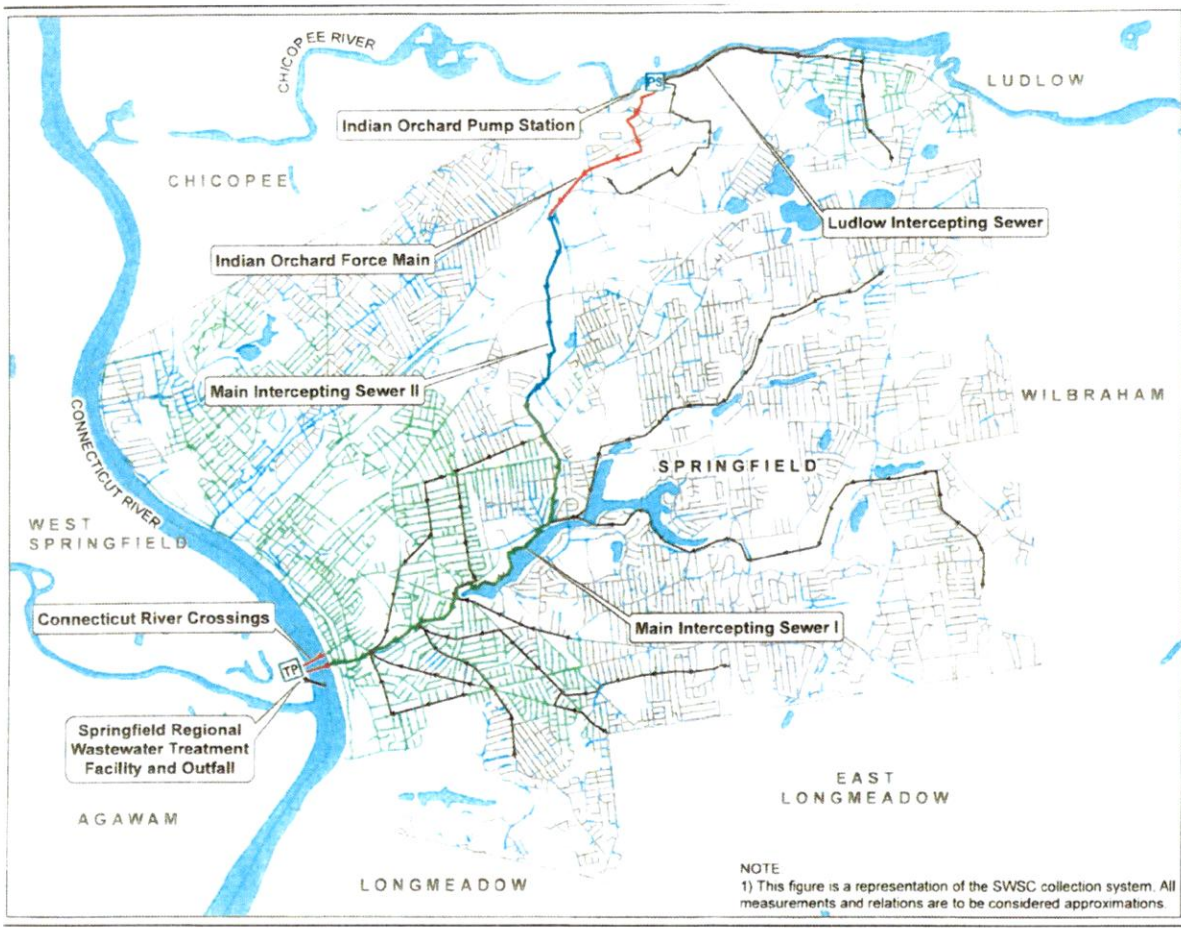 CHICOPEE RIVER
LUDLOW
PS
Indian Orchard Pump Station
CHICOPEE
Ludlow Intercepting Sewer
Indian Orchard Force Main
Main Intercepting Sewer II
WILBRAHAM
CONNECTICUT RIVER
SPRINGFIELD
WEST
SPRINGFIELD
Connecticut River Crossings
Main Intercepting Sewer I
TP
Springfield Regional
Wastewater Treatment
Facility and Outfall
EAST
LONGMEADOW
AGAWAM
LONGMEADOW
NOTE
1) This figure is a representation of the SWSC collection system. All
measurements and relations are to be considered approximations.